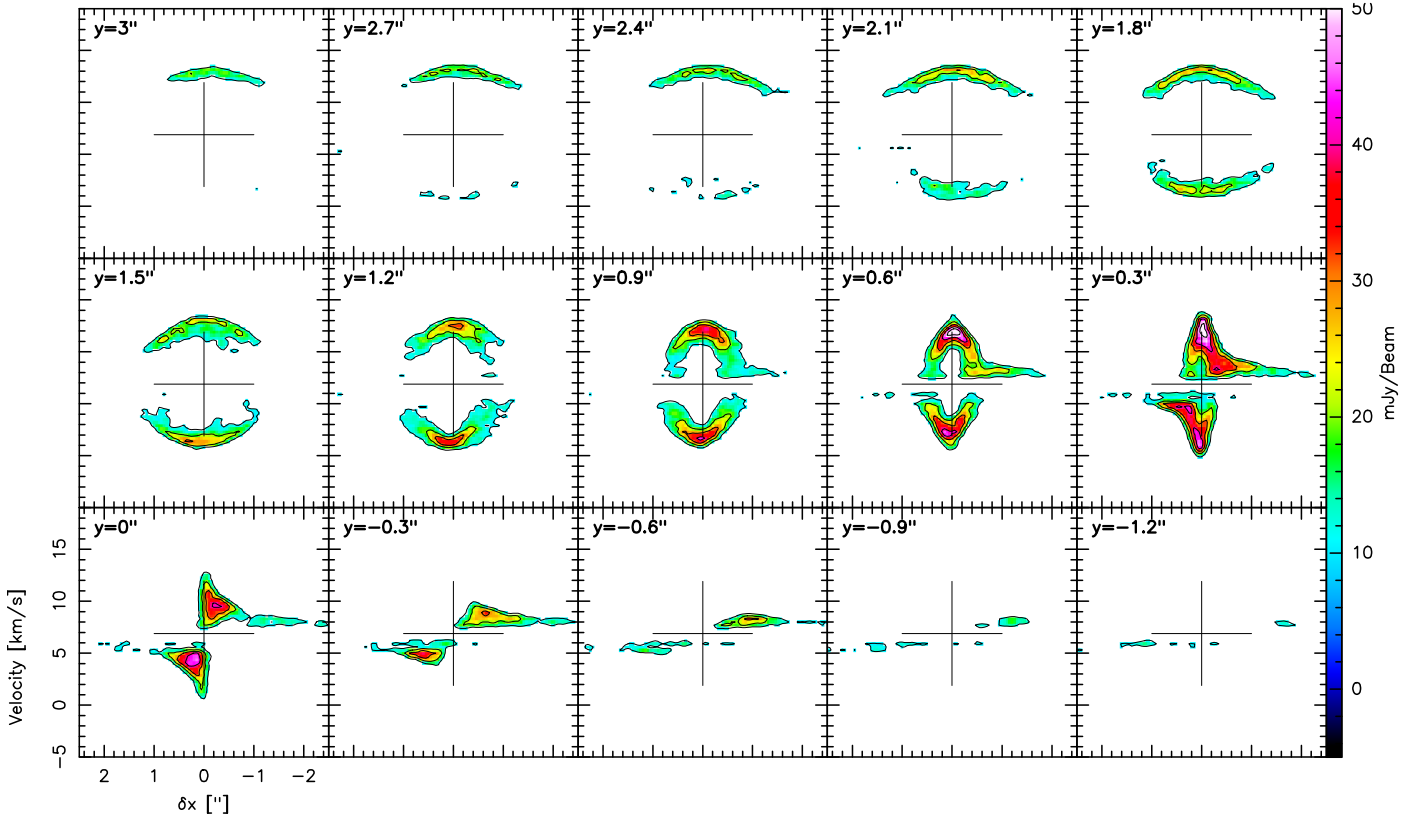 y=3" y=2.7" y=2.4" y=2.1" y=1.8" 50
40
y=1.5" y=1.2" y=0.9" y=0.6" y=0.3" 30
mJy/Beam
20
y=0" y=−0.3" y=−0.6" y=−0.9" y=−1.2"
15
10 10
Velocity [km/s]
5
0 0
−5
2 1 0 −1 −2
δx ["]